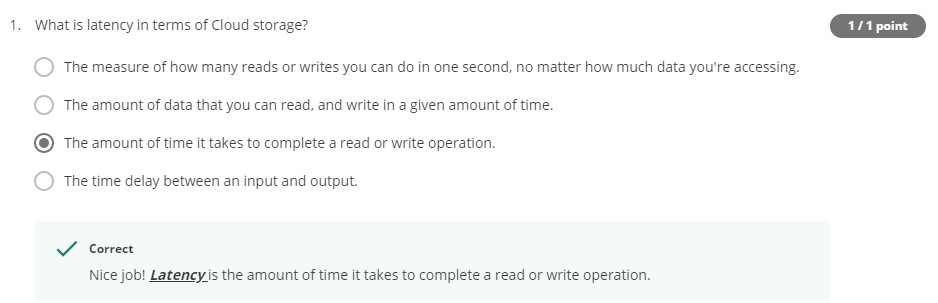 1. What is latency in terms of Cloud storage?
1 / 1 point
The measure of how many reads or writes you can do in one second, no matter how much data you're accessing.
The amount of data that you can read, and write in a given amount of time.
The amount of time it takes to complete a read or write operation.
The time delay between an input and output.
Correct
Nice job! Latency is the amount of time it takes to complete a read or write operation.